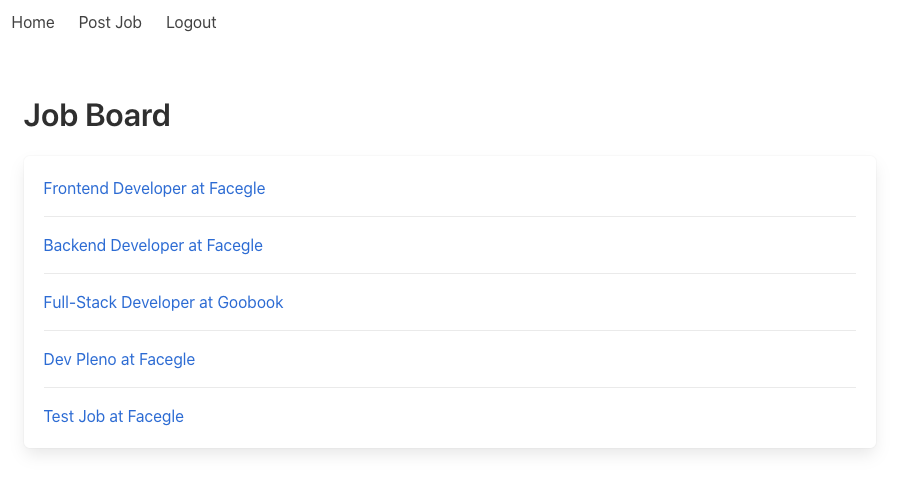 Home Post Job Logout
Job Board
Frontend Developer at Facegle
Backend Developer at Facegle
Full-Stack Developer at Goobook
Dev Pleno at Facegle
Test Job at Facegle